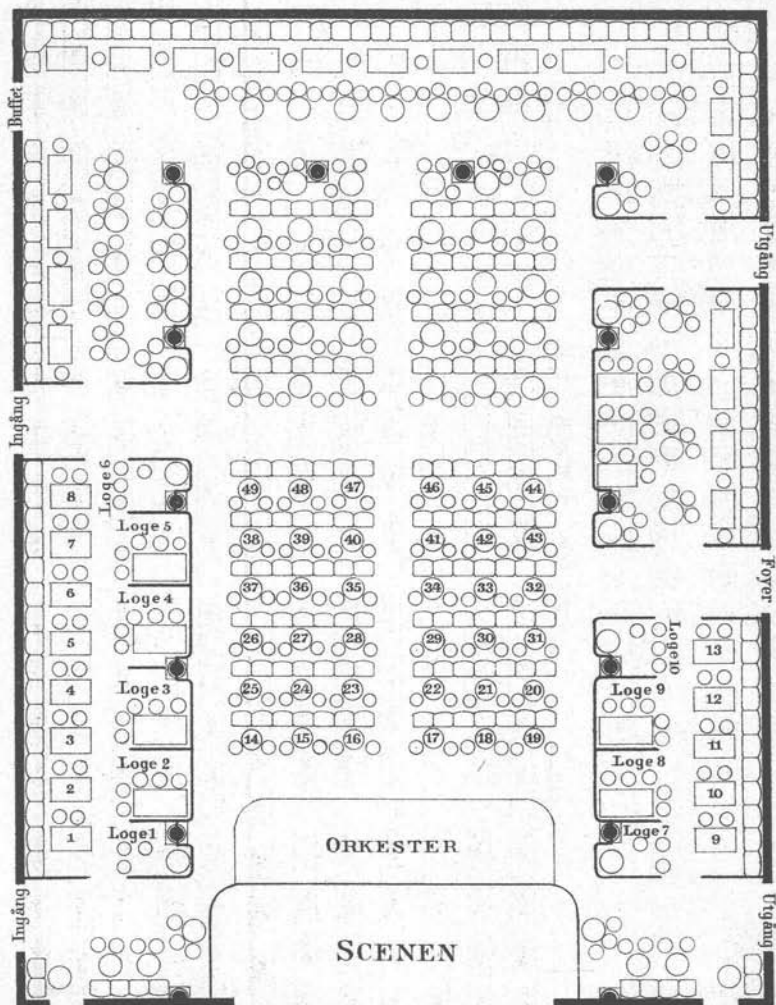 Buffet
Utgång
Ingång
Loge 6
49 48 47 46 45 44
8
Loge 5
7
38 39 40 41 42 43
Foyer
Loge 4
6
37 36 35 34 33 32
5
26 27 28 29 30 31
Loge 10
13
Loge 3
4
25 24 23 22 21 20
Loge 9
12
3
14 15 16 17 18 19
11
Loge 2
2
Loge 8
10
Loge 1
1
Loge 7
9
ORKESTER
Ingång
Utgång
SCENEN